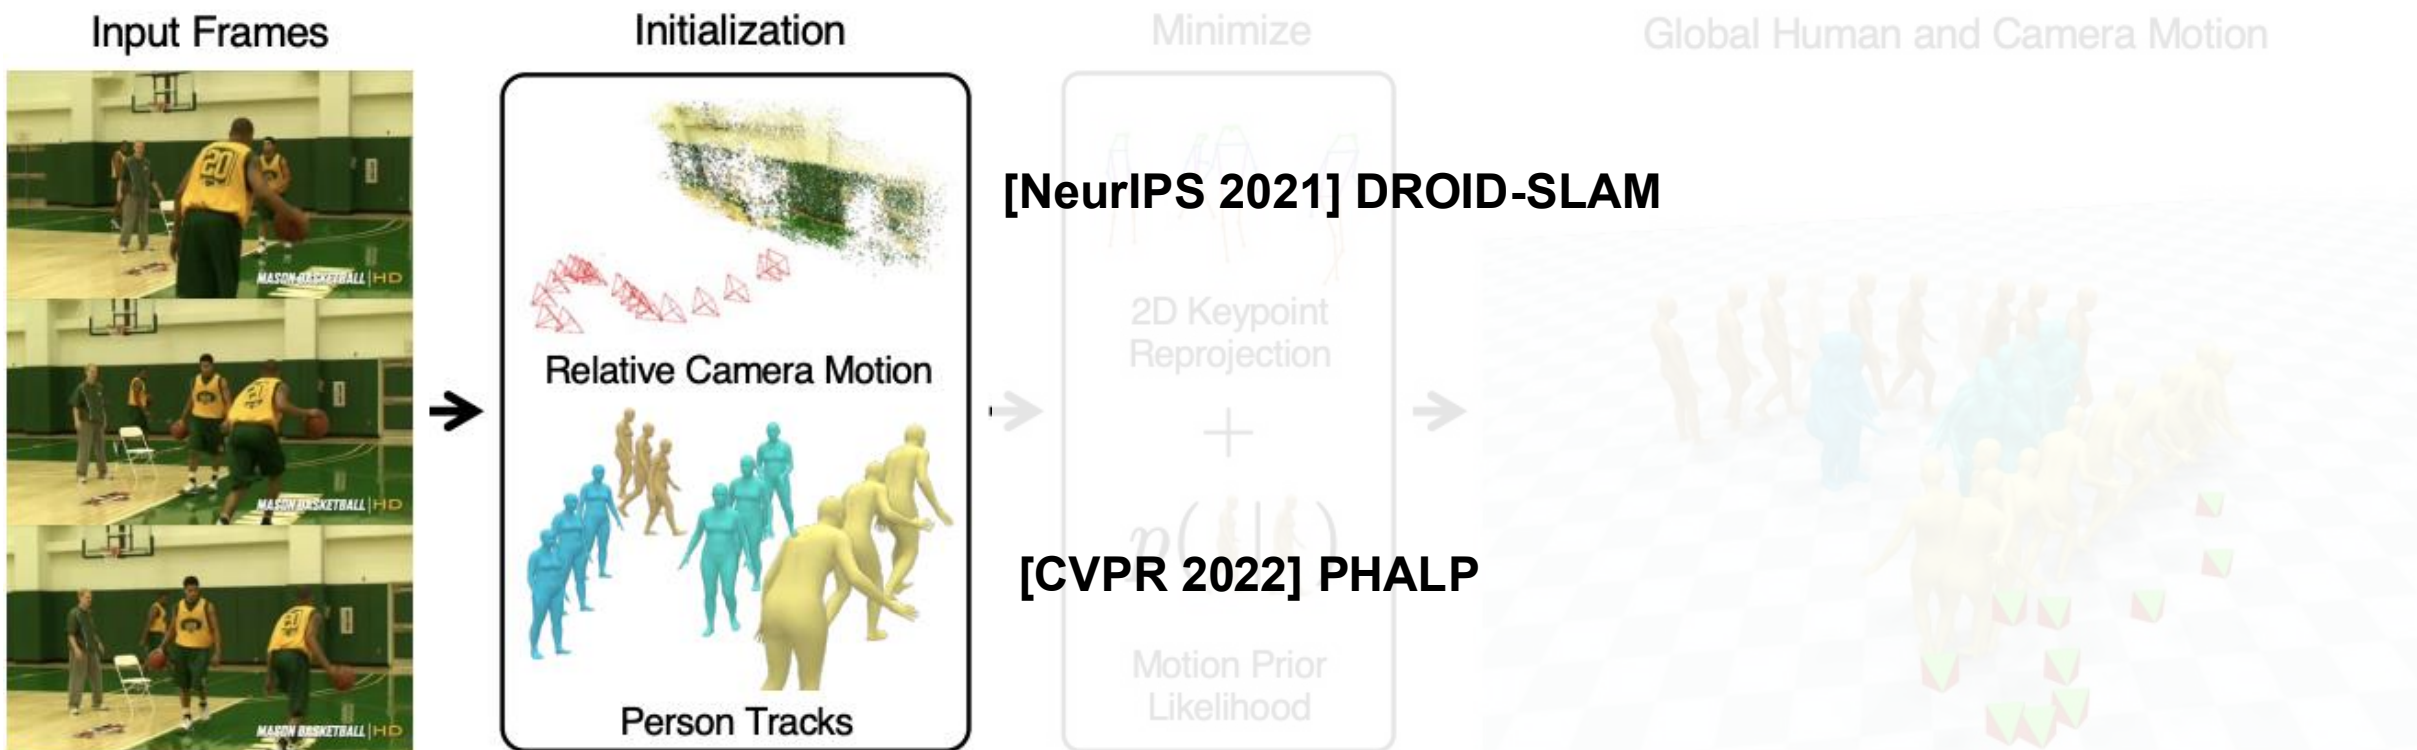 Input Frames
Initialization
Minimize
Global Human and Camera Motion
20
MASON BASKETBALL | HD
MASON BASKETBALL | HD
MASON BASKETBALL | HD
Relative Camera Motion
Person Tracks
[NeurIPS 2021] DROID-SLAM
2D Keypoint
Reprojection
+
p( | )
[CVPR 2022] PHALP
Motion Prior
Likelihood